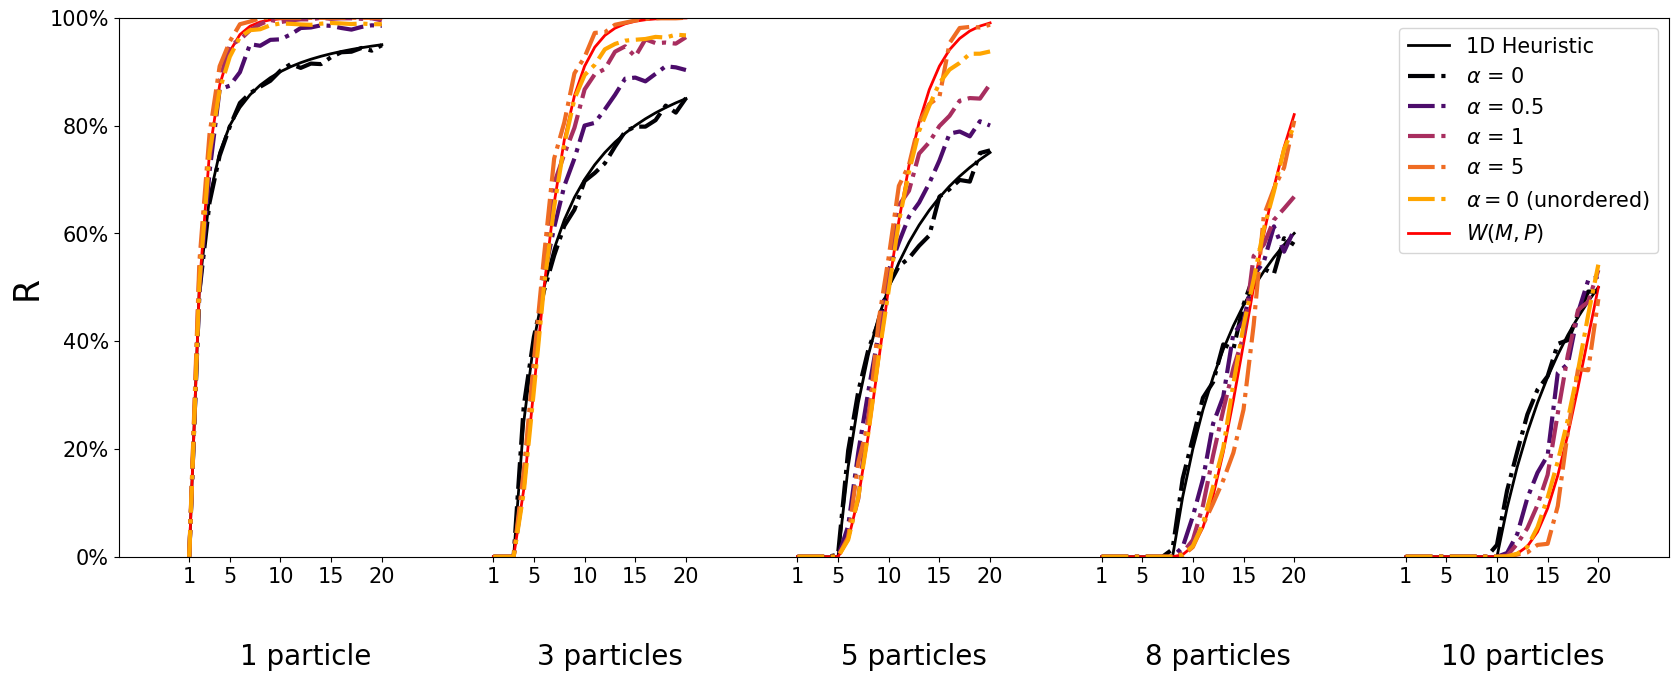 100%
80%
60%
40%
20%
0%
R
1D Heuristic
α = 0
α = 0.5
α = 1
α = 5
α = 0 (unordered)
W(M, P)
1 5 10 15 20
1 5 10 15 20
1 5 10 15 20
1 5 10 15 20
1 5 10 15 20
1 particle
3 particles
5 particles
8 particles
10 particles